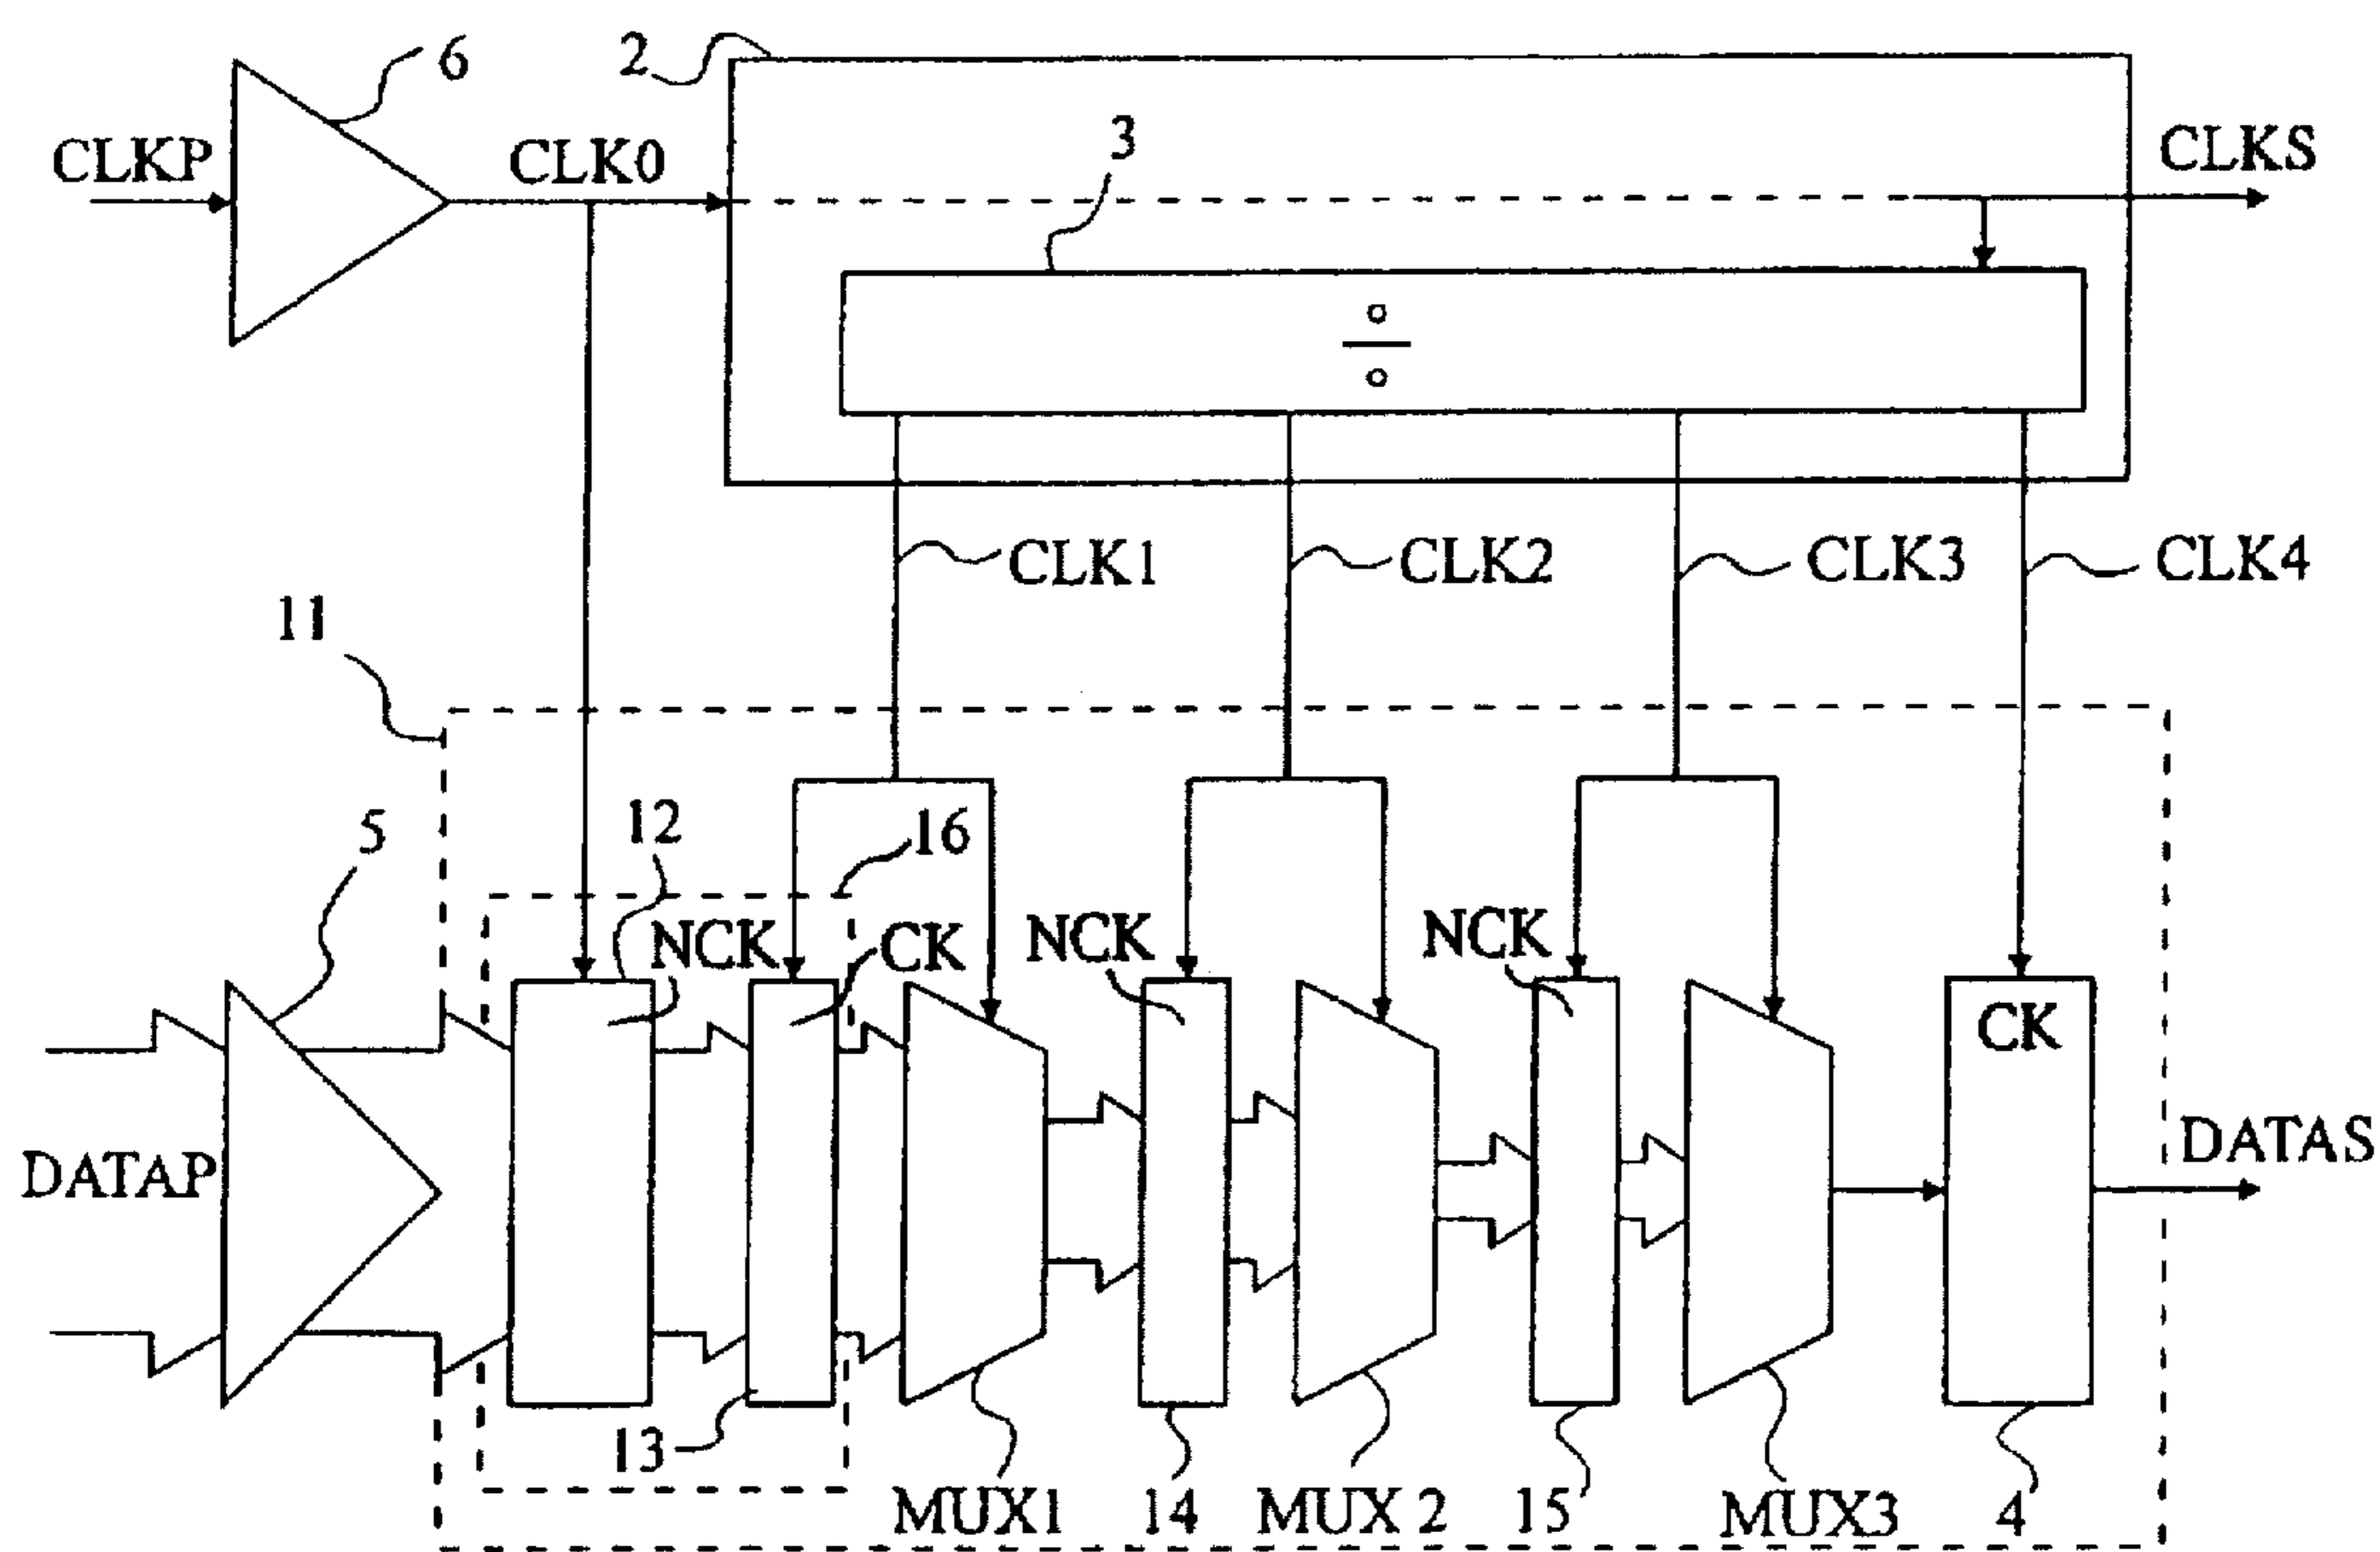 6
2
3
CLKP
CLK0
CLKS
÷
CLK1
CLK2
CLK3
CLK4
11
5
12
16
NCK
CK
NCK
NCK
CK
DATAP
DATAS
13
MUX1
14
MUX 2
15
MUX3
4